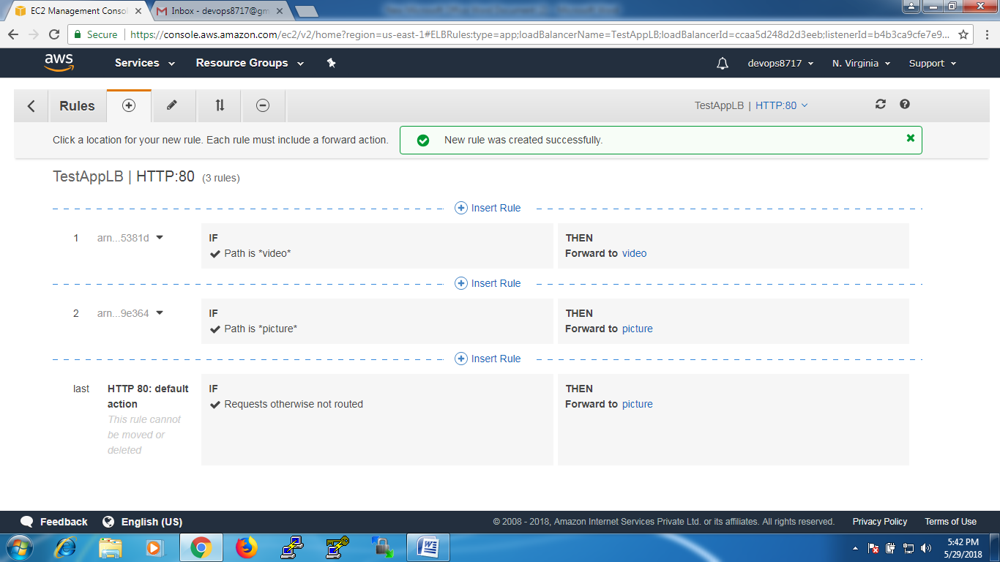 EC2 Management Consol
Inbox - devops8717@gm
Secure
https://console.aws.amazon.com/ec2/v2/home?region=us-east-1#ELBRules:type=app;loadBalancerName=TestAppLB;loadBalancerId=ccaa5d248d2d3eeb;listenerId=b4b3ca9cfe7e9...
aws
Services
Resource Groups
devops8717
N. Virginia
Support
Rules
TestAppLB | HTTP:80
Click a location for your new rule. Each rule must include a forward action.
New rule was created successfully.
TestAppLB | HTTP:80 (3 rules)
Insert Rule
1 arn...5381d
IF
Path is *video*
THEN
Forward to video
Insert Rule
2 arn...9e364
IF
Path is *picture*
THEN
Forward to picture
Insert Rule
last
HTTP 80: default
action
This rule cannot
be moved or
deleted
IF
Requests otherwise not routed
THEN
Forward to picture
Feedback
English (US)
© 2008 - 2018, Amazon Internet Services Private Ltd. or its affiliates. All rights reserved.
Privacy Policy
Terms of Use
5:42 PM
5/29/2018